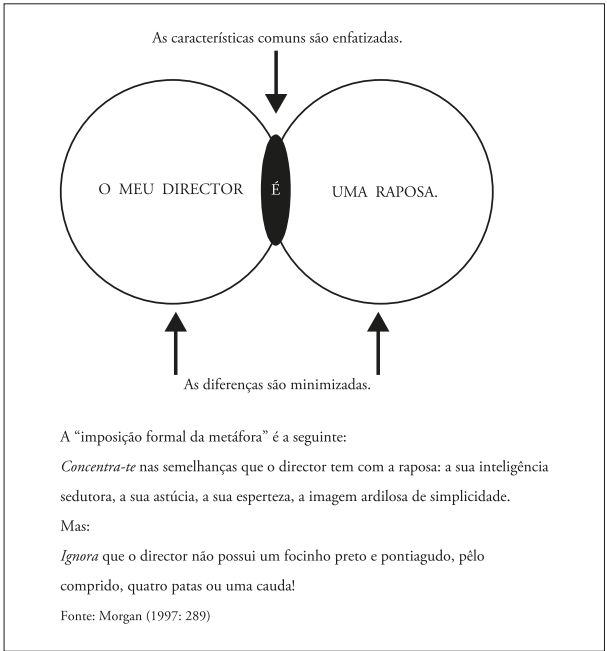 As características comuns são enfatizadas.
O MEU DIRECTOR É UMA RAPOSA.
As diferenças são minimizadas.
A “imposição formal da metáfora” é a seguinte:
Concentra-te nas semelhanças que o director tem com a raposa: a sua inteligência
sedutora, a sua astúcia, a sua esperteza, a imagem ardilosa de simplicidade.
Mas:
Ignora que o director não possui um focinho preto e pontiagudo, pêlo
comprido, quatro patas ou uma cauda!
Fonte: Morgan (1997: 289)